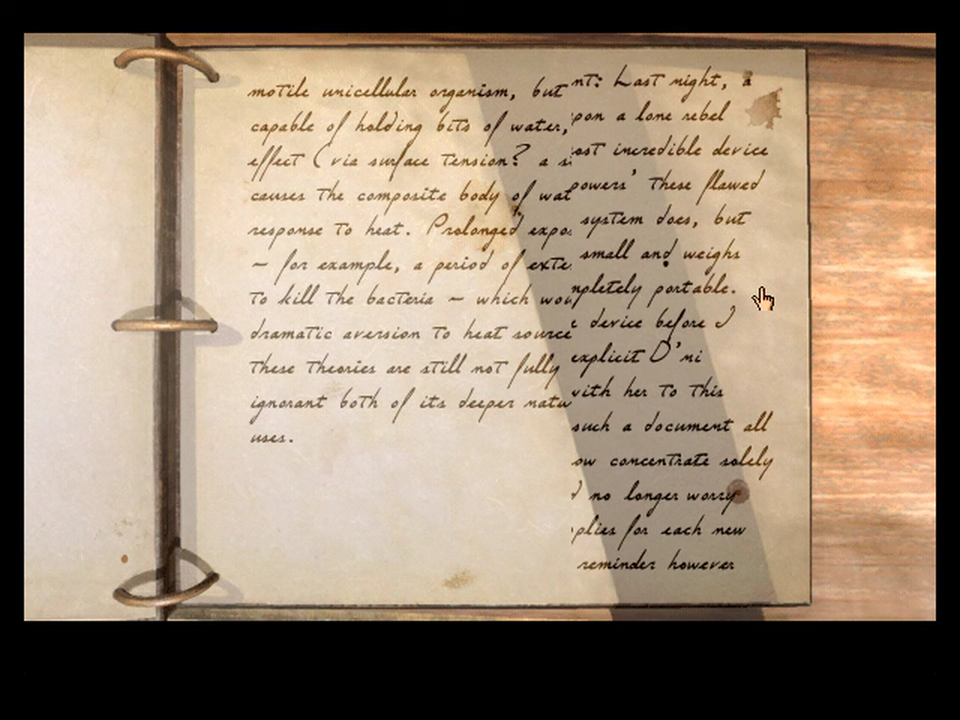 motile unicellular organism, but
capable of holding bits of water,
effect (via surface tension? a s
causes the composite body of wat
response to heat. Prolonged expo
– for example, a period of exte
to kill the bacteria – which wou
dramatic aversion to heat source
these theories are still not fully
ignorant both of its deeper natu
uses.
nt: Last night, a
pon a lone rebel
ost incredible device
powers' these flawed
system does, but
small and weighs
mpletely portable.
device before I
explicit D'ni
with her to this
such a document all
ow concentrate solely
no longer worry
plies for each new
reminder however